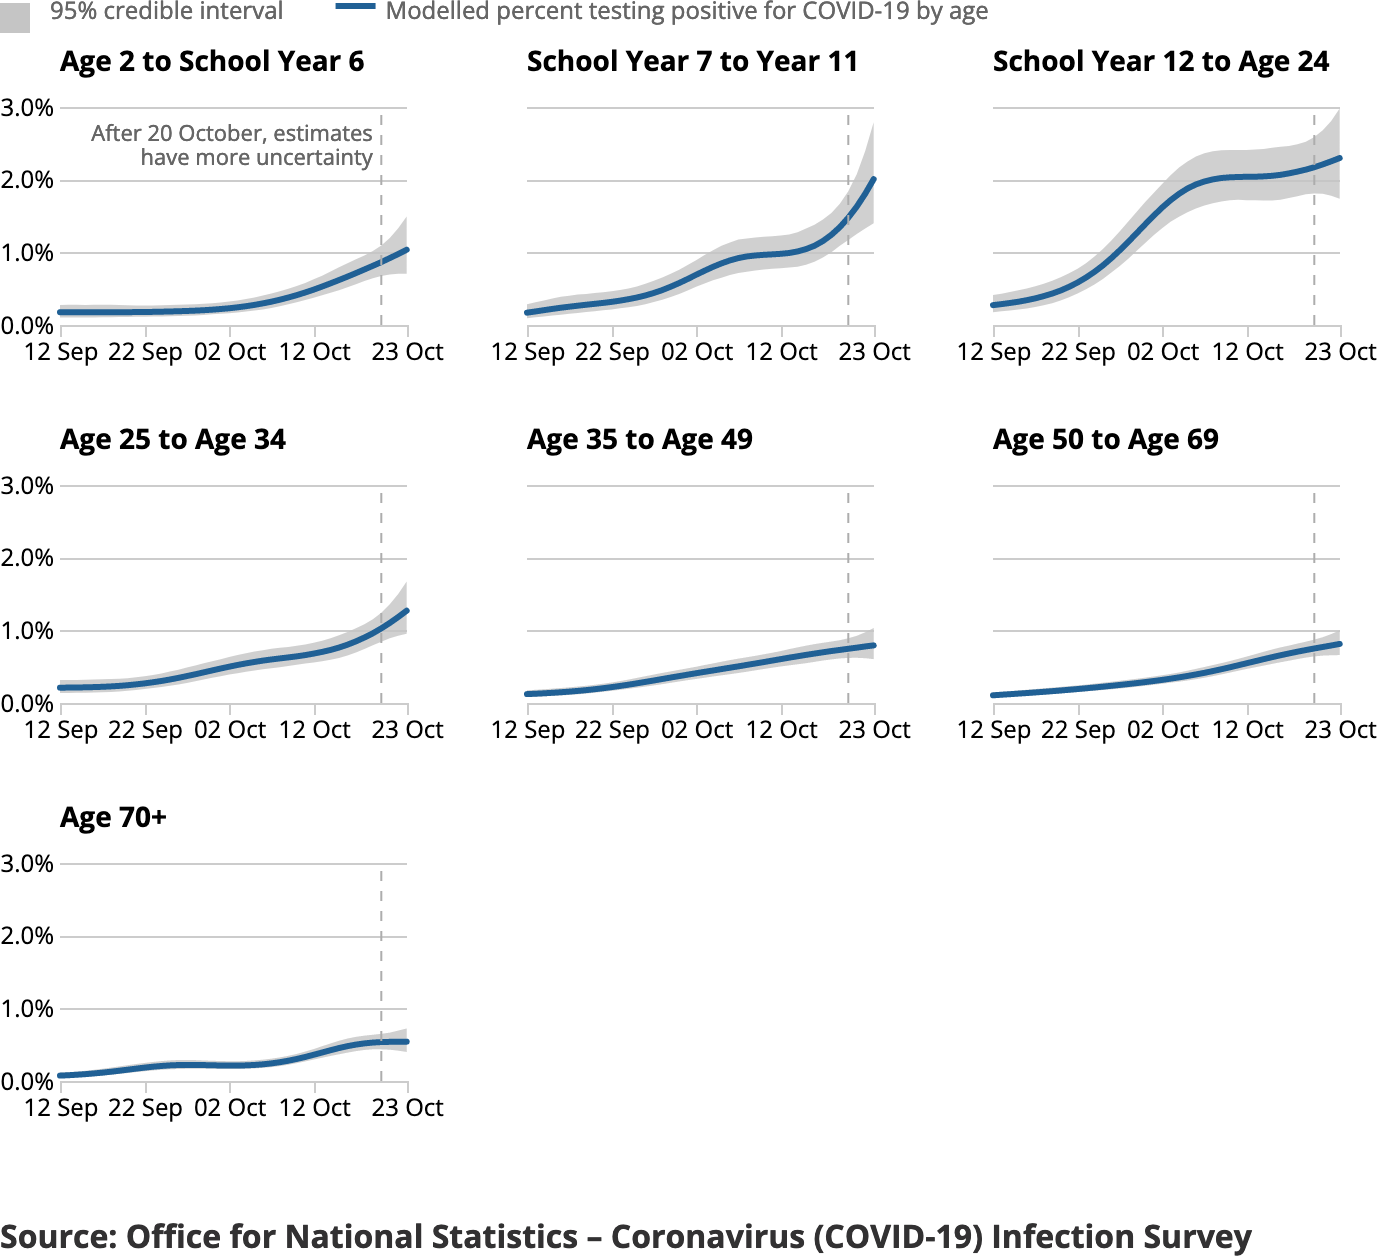 95% credible interval
Modelled percent testing positive for COVID-19 by age
Age 2 to School Year 6
School Year 7 to Year 11
School Year 12 to Age 24
3.0%
After 20 October, estimates
have more uncertainty
2.0%
1.0%
0.0%
12 Sep 22 Sep 02 Oct 12 Oct 23 Oct
12 Sep 22 Sep 02 Oct 12 Oct 23 Oct
12 Sep 22 Sep 02 Oct 12 Oct 23 Oct
Age 25 to Age 34
Age 35 to Age 49
Age 50 to Age 69
3.0%
2.0%
1.0%
0.0%
12 Sep 22 Sep 02 Oct 12 Oct 23 Oct
12 Sep 22 Sep 02 Oct 12 Oct 23 Oct
12 Sep 22 Sep 02 Oct 12 Oct 23 Oct
Age 70+
3.0%
2.0%
1.0%
0.0%
12 Sep 22 Sep 02 Oct 12 Oct 23 Oct
Source: Office for National Statistics – Coronavirus (COVID-19) Infection Survey